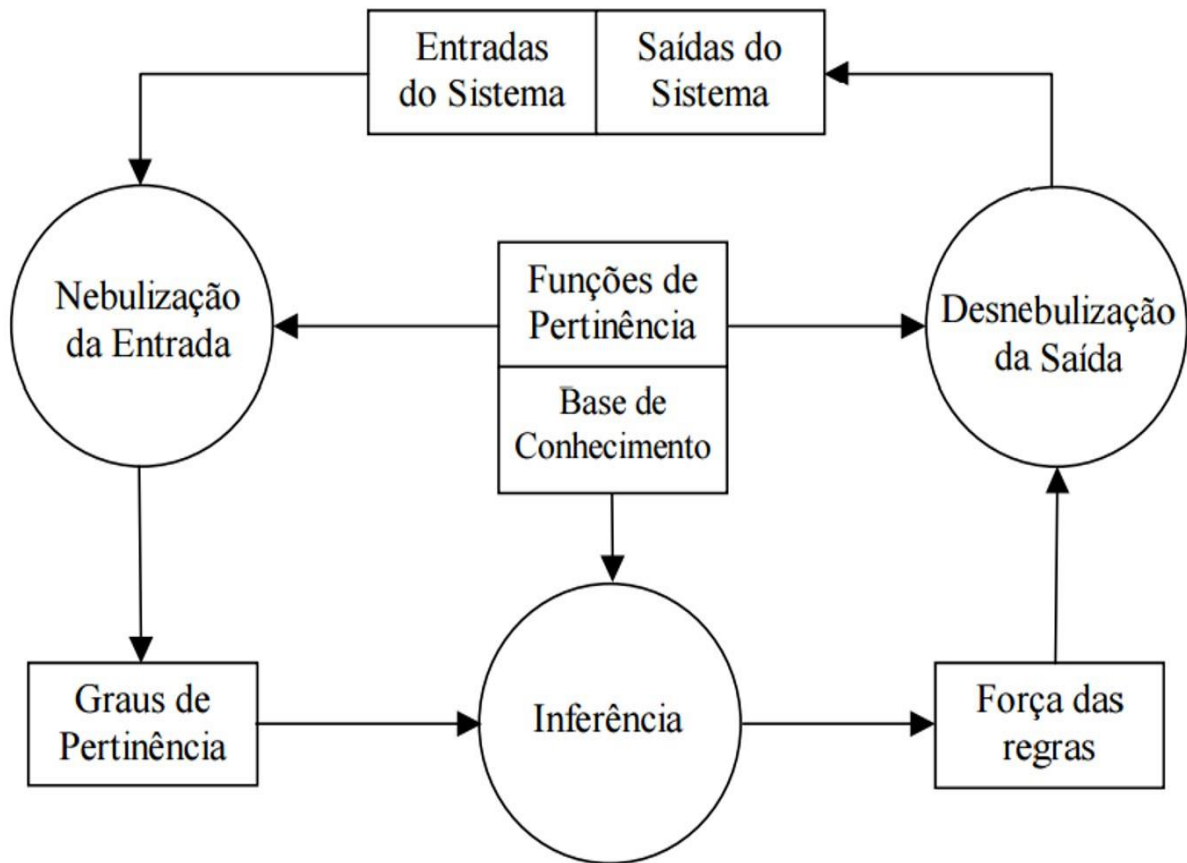 Entradas
do Sistema
Saídas do
Sistema
Nebulização
da Entrada
Funções de
Pertinência
Desnebulização
da Saída
Base de
Conhecimento
Graus de
Pertinência
Inferência
Força das
regras